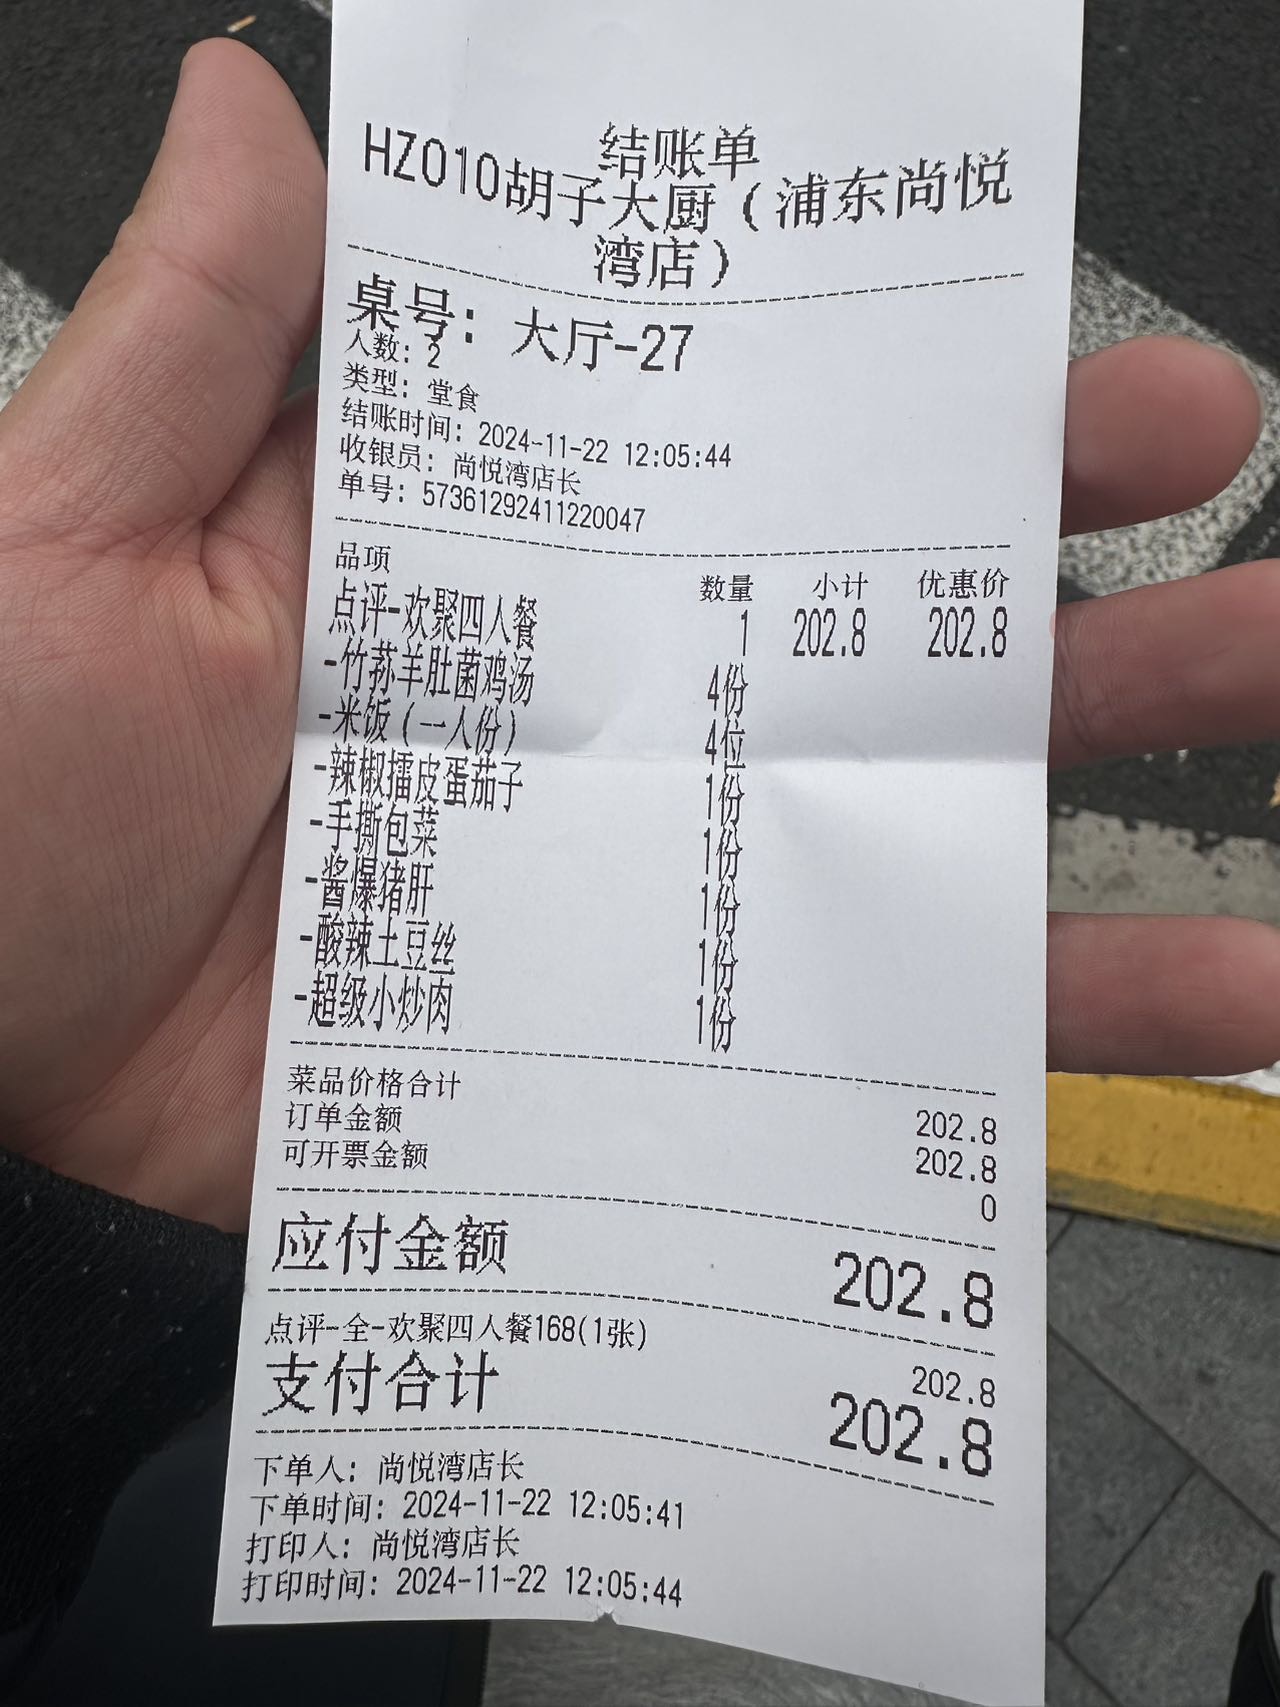 结账单
HZ010胡子大厨（浦东尚悦
湾店）
桌号：大厅-27
人数：2
类型：堂食
结账时间：2024-11-22 12:05:44
收银员：尚悦湾店长
单号：57361292411220047
品项 数量 小计 优惠价
点评-欢聚四人餐 1 202.8 202.8
-竹荪羊肚菌鸡汤 4份
-米饭（一人份） 4位
-辣椒擂皮蛋茄子 1份
-手撕包菜 1份
-酱爆猪肝 1份
-酸辣土豆丝 1份
-超级小炒肉 1份
菜品价格合计 202.8
订单金额 202.8
可开票金额 0
应付金额 202.8
点评-全-欢聚四人餐168(1张) 202.8
支付合计 202.8
下单人：尚悦湾店长
下单时间：2024-11-22 12:05:41
打印人：尚悦湾店长
打印时间：2024-11-22 12:05:44